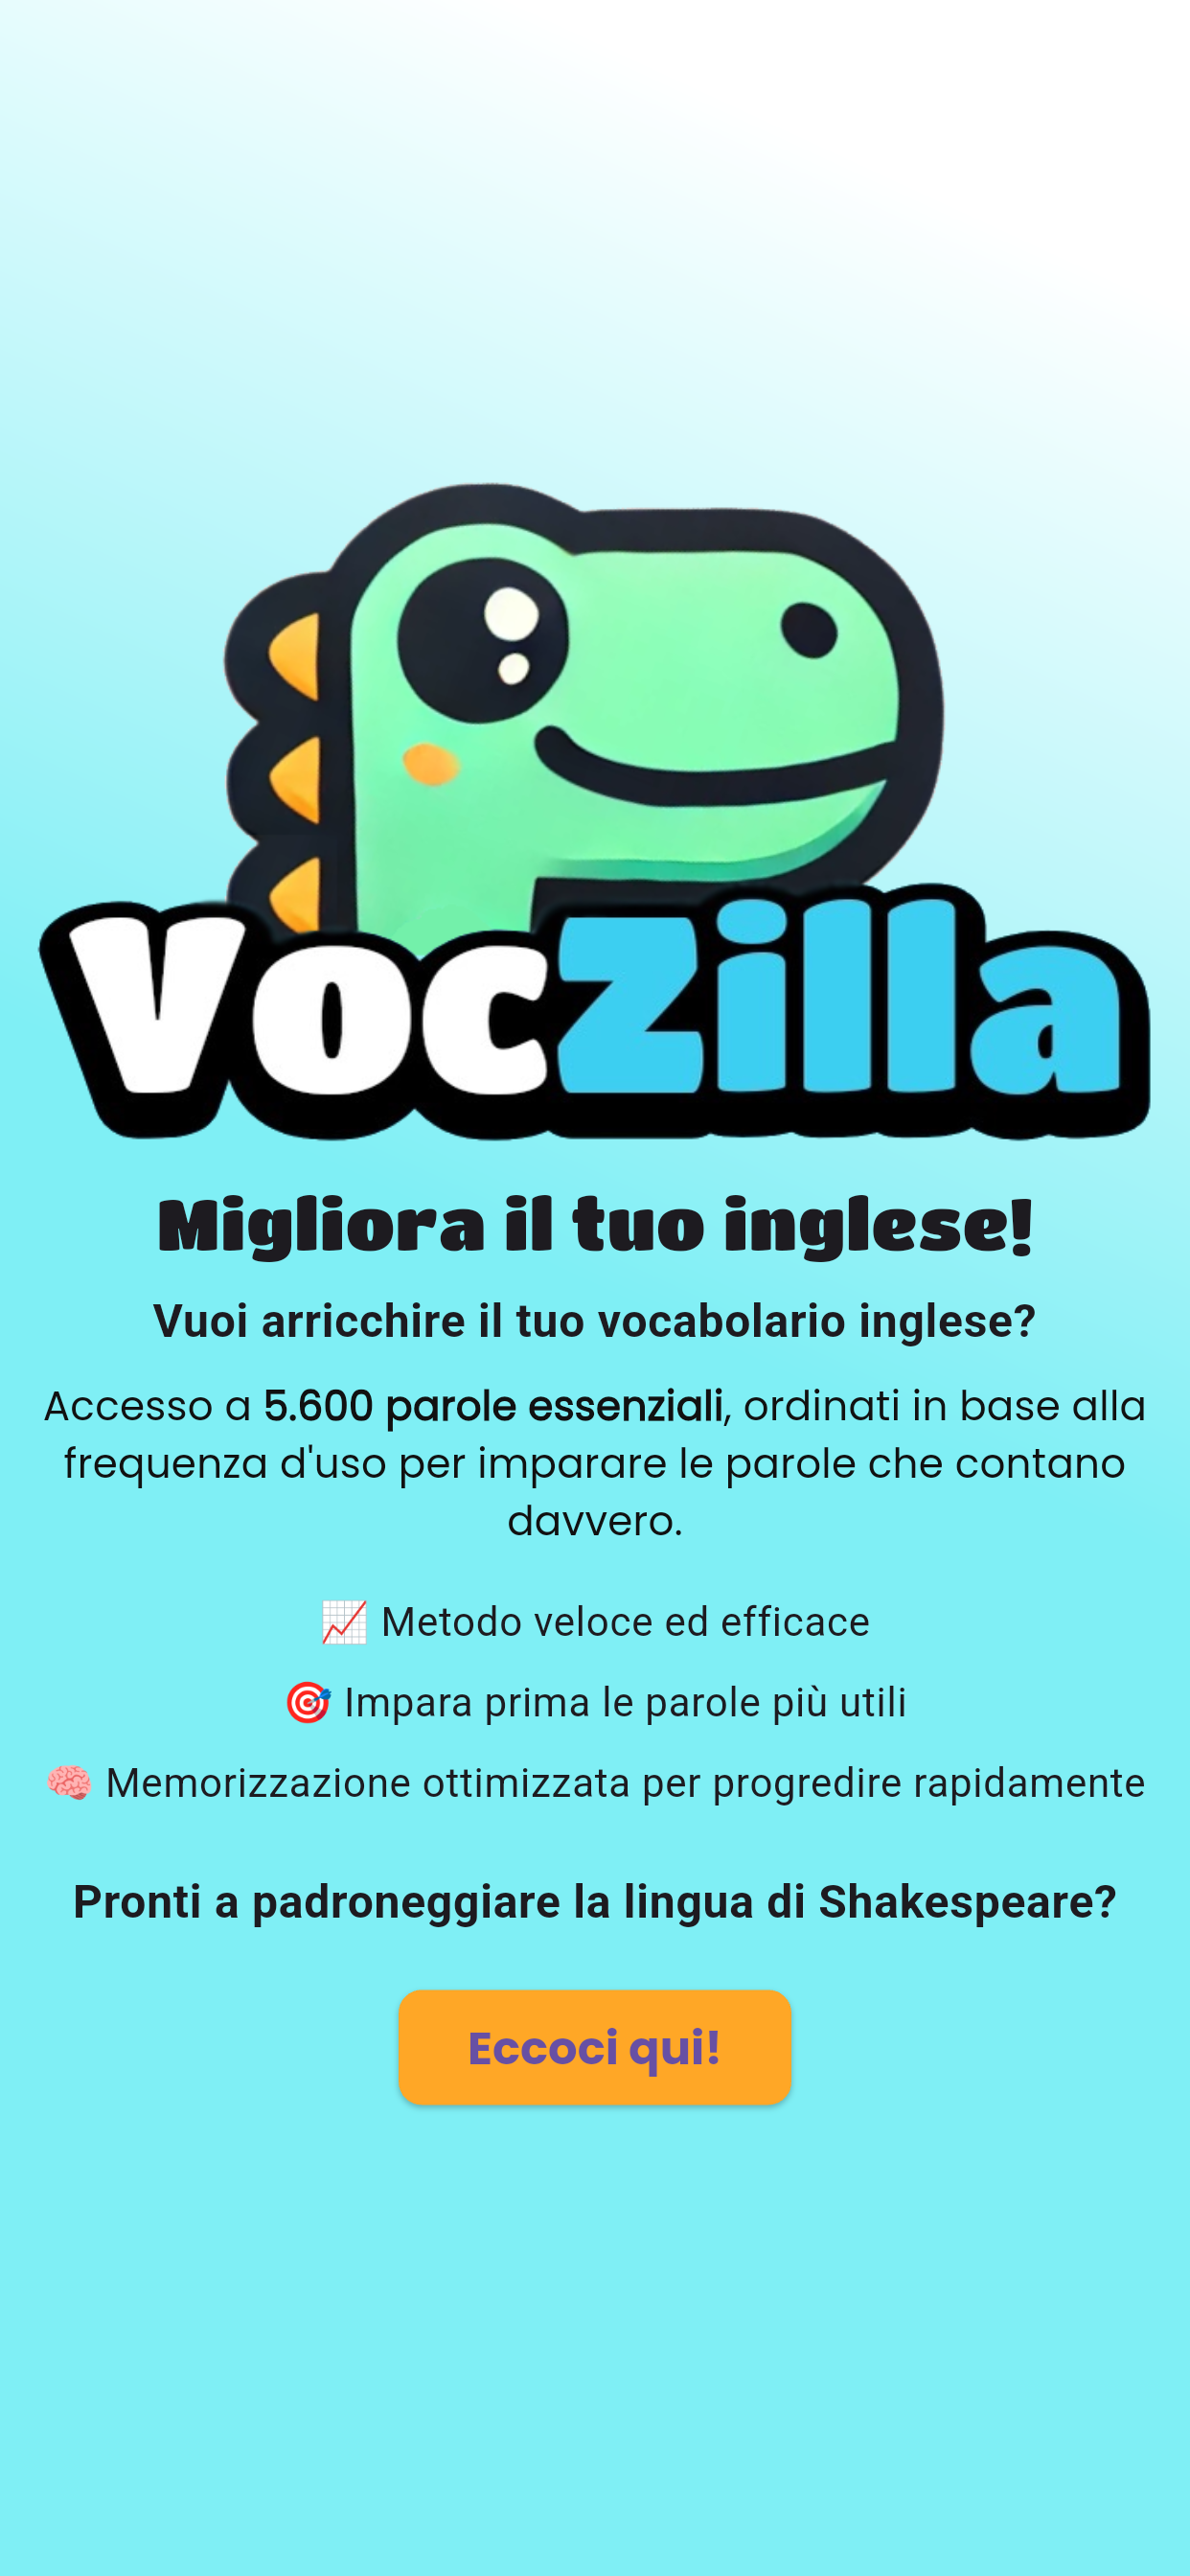 VocZilla
Migliora il tuo inglese!
Vuoi arricchire il tuo vocabolario inglese?
Accesso a 5.600 parole essenziali, ordinati in base alla
frequenza d'uso per imparare le parole che contano
davvero.
📈 Metodo veloce ed efficace
🎯 Impara prima le parole più utili
🧠 Memorizzazione ottimizzata per progredire rapidamente
Pronti a padroneggiare la lingua di Shakespeare?
Eccoci qui!